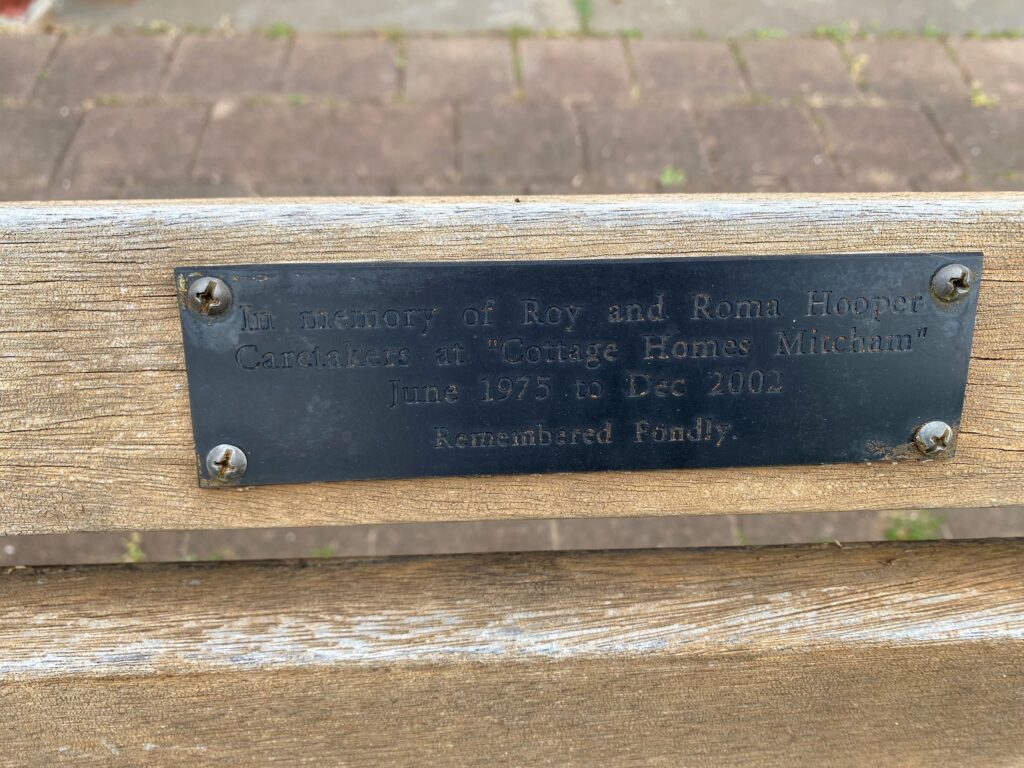 In memory of Roy and Roma Hooper
Caretakers at "Cottage Homes Mitcham"
June 1975 to Dec 2002
Remembered Fondly.